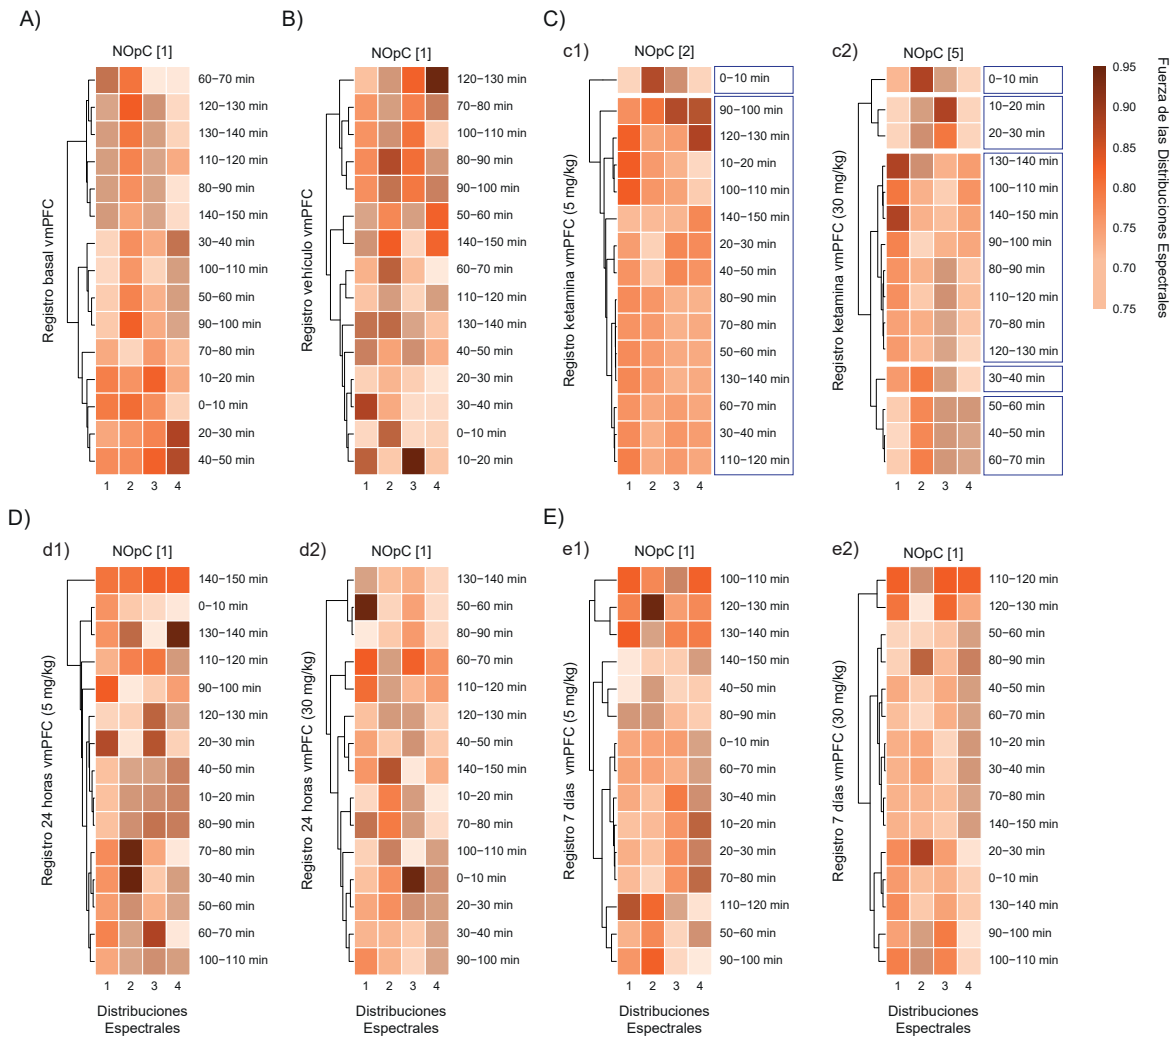 A)
NOpC [1]
Registro basal vmPFC
60−70 min
120−130 min
130−140 min
110−120 min
80−90 min
140−150 min
30−40 min
100−110 min
50−60 min
90−100 min
70−80 min
10−20 min
0−10 min
20−30 min
40−50 min
1 2 3 4
B)
NOpC [1]
Registro vehículo vmPFC
120−130 min
70−80 min
100−110 min
80−90 min
90−100 min
50−60 min
140−150 min
60−70 min
110−120 min
130−140 min
40−50 min
20−30 min
30−40 min
0−10 min
10−20 min
1 2 3 4
C)
c1)
NOpC [2]
Registro ketamina vmPFC (5 mg/kg)
0−10 min
90−100 min
120−130 min
10−20 min
100−110 min
140−150 min
20−30 min
40−50 min
80−90 min
70−80 min
50−60 min
130−140 min
60−70 min
30−40 min
110−120 min
1 2 3 4
c2)
NOpC [5]
Registro ketamina vmPFC (30 mg/kg)
0−10 min
10−20 min
20−30 min
130−140 min
100−110 min
140−150 min
90−100 min
80−90 min
110−120 min
70−80 min
120−130 min
30−40 min
50−60 min
40−50 min
60−70 min
1 2 3 4
Fuerza de las
Distribuciones Espectrales
0.95
0.90
0.85
0.80
0.75
0.70
0.75
D)
d1)
NOpC [1]
Registro 24 horas vmPFC (5 mg/kg)
140−150 min
0−10 min
130−140 min
110−120 min
90−100 min
120−130 min
20−30 min
40−50 min
10−20 min
80−90 min
70−80 min
30−40 min
50−60 min
60−70 min
100−110 min
1 2 3 4
Distribuciones
Espectrales
d2)
NOpC [1]
Registro 24 horas vmPFC (30 mg/kg)
130−140 min
50−60 min
80−90 min
60−70 min
110−120 min
120−130 min
40−50 min
140−150 min
10−20 min
70−80 min
100−110 min
0−10 min
20−30 min
30−40 min
90−100 min
1 2 3 4
Distribuciones
Espectrales
E)
e1)
NOpC [1]
Registro 7 días vmPFC (5 mg/kg)
100−110 min
120−130 min
130−140 min
140−150 min
40−50 min
80−90 min
0−10 min
60−70 min
30−40 min
10−20 min
20−30 min
70−80 min
110−120 min
50−60 min
90−100 min
1 2 3 4
Distribuciones
Espectrales
e2)
NOpC [1]
Registro 7 días vmPFC (30 mg/kg)
110−120 min
120−130 min
50−60 min
80−90 min
40−50 min
60−70 min
10−20 min
30−40 min
70−80 min
140−150 min
20−30 min
0−10 min
130−140 min
90−100 min
100−110 min
1 2 3 4
Distribuciones
Espectrales